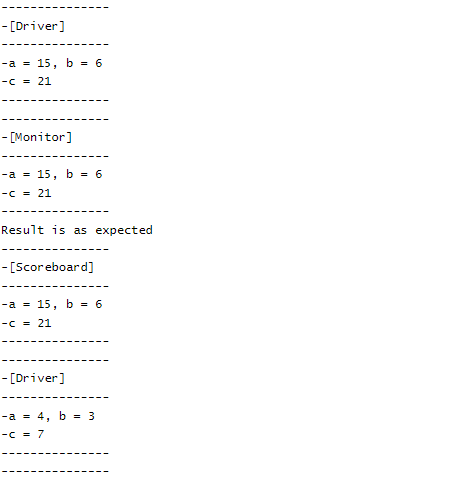 ---------------
-[Driver]
---------------
-a = 15, b = 6
-c = 21
---------------
---------------
-[Monitor]
---------------
-a = 15, b = 6
-c = 21
---------------
Result is as expected
---------------
-[Scoreboard]
---------------
-a = 15, b = 6
-c = 21
---------------
---------------
-[Driver]
---------------
-a = 4, b = 3
-c = 7
---------------
---------------